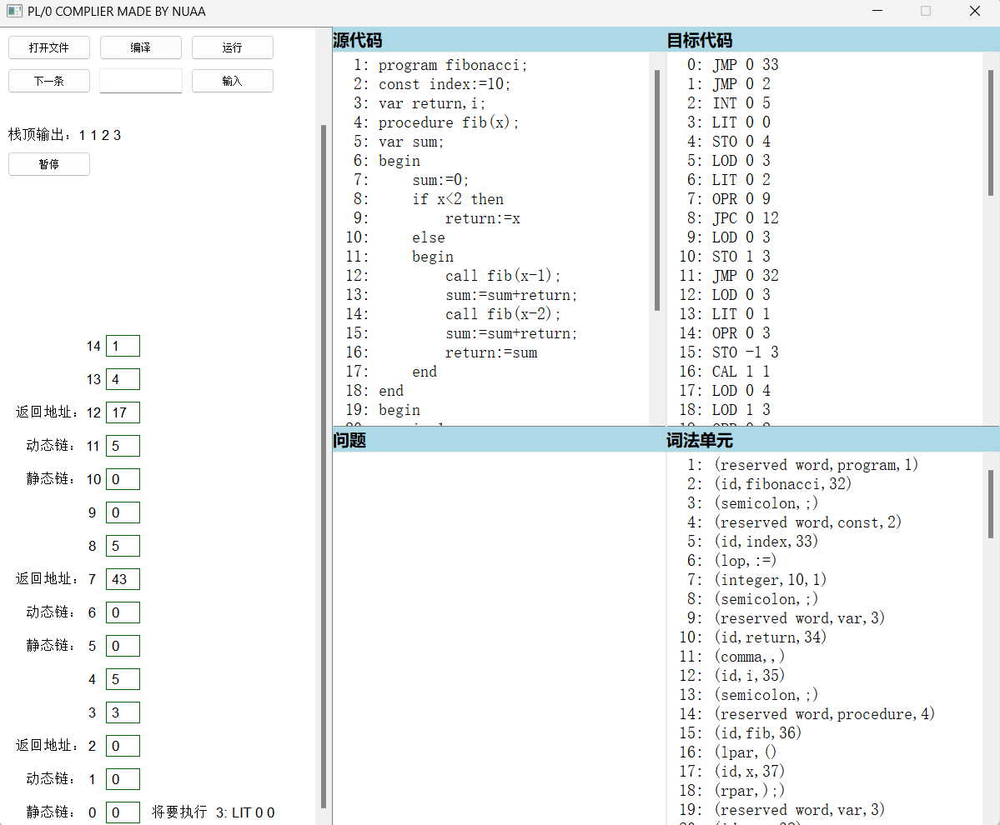 PL/0 COMPLIER MADE BY NUAA
打开文件 编译 运行
下一条 输入
栈顶输出：1 1 2 3
暂停
14 1
13 4
返回地址：12 17
动态链：11 5
静态链：10 0
9 0
8 5
返回地址：7 43
动态链：6 0
静态链：5 0
4 5
3 3
返回地址：2 0
动态链：1 0
静态链：0 0 将要执行 3: LIT 0 0
源代码
1: program fibonacci;
2: const index:=10;
3: var return,i;
4: procedure fib(x);
5: var sum;
6: begin
7: sum:=0;
8: if x<2 then
9: return:=x
10: else
11: begin
12: call fib(x-1);
13: sum:=sum+return;
14: call fib(x-2);
15: sum:=sum+return;
16: return:=sum
17: end
18: end
19: begin
目标代码
0: JMP 0 33
1: JMP 0 2
2: INT 0 5
3: LIT 0 0
4: STO 0 4
5: LOD 0 3
6: LIT 0 2
7: OPR 0 9
8: JPC 0 12
9: LOD 0 3
10: STO 1 3
11: JMP 0 32
12: LOD 0 3
13: LIT 0 1
14: OPR 0 3
15: STO -1 3
16: CAL 1 1
17: LOD 0 4
18: LOD 1 3
问题
词法单元
1: (reserved word,program,1)
2: (id,fibonacci,32)
3: (semicolon,;)
4: (reserved word,const,2)
5: (id,index,33)
6: (lop,:=)
7: (integer,10,1)
8: (semicolon,;)
9: (reserved word,var,3)
10: (id,return,34)
11: (comma,,)
12: (id,i,35)
13: (semicolon,;)
14: (reserved word,procedure,4)
15: (id,fib,36)
16: (lpar,()
17: (id,x,37)
18: (rpar,);)
19: (reserved word,var,3)